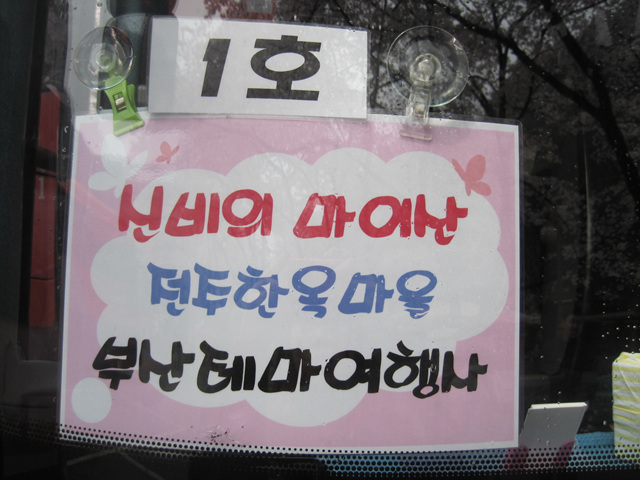 1호
신비의 마이산
전주한옥마을
부산테마여행사